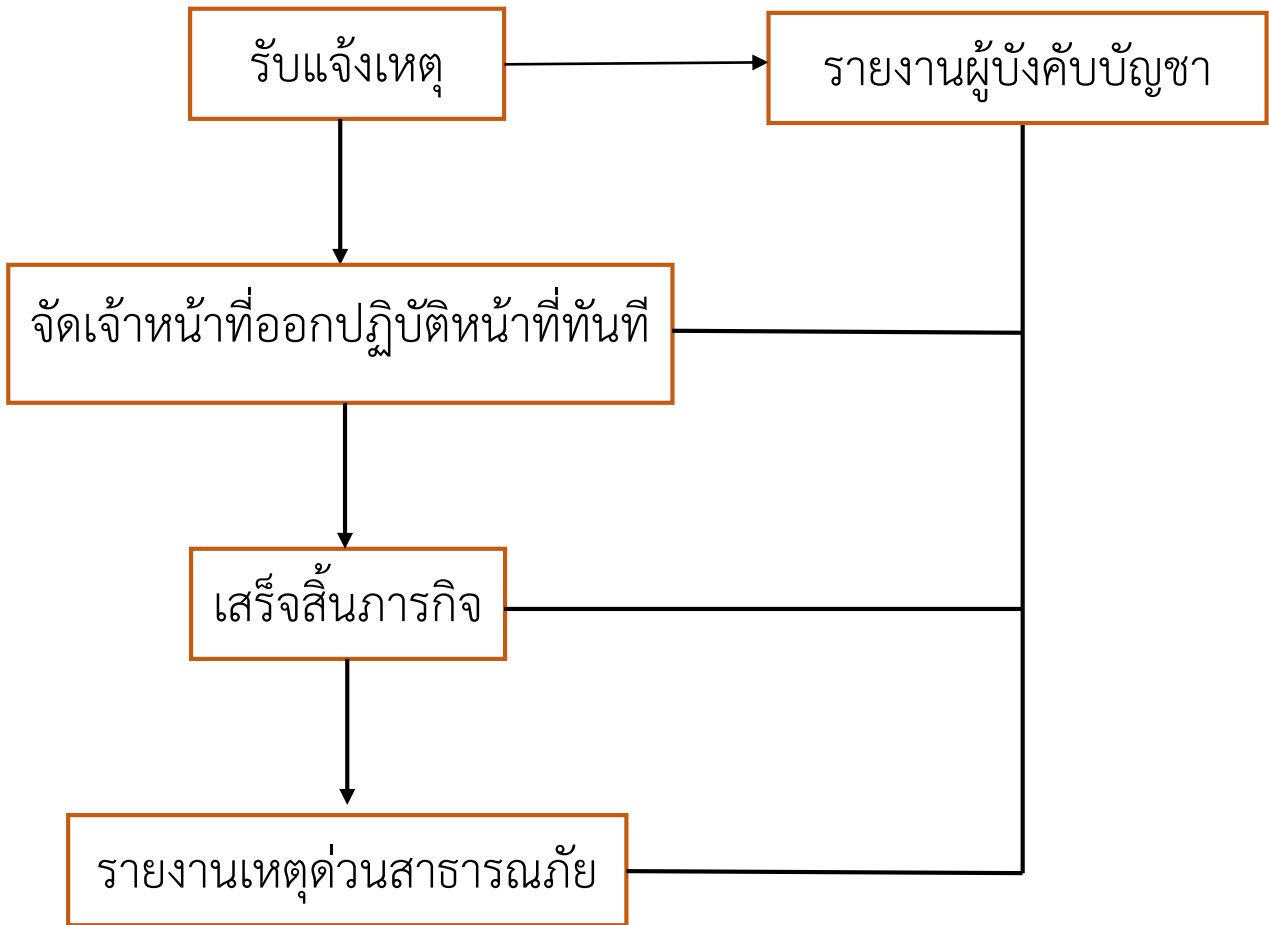 รับแจ้งเหตุ
รายงานผู้บังคับบัญชา
จัดเจ้าหน้าที่ออกปฏิบัติหน้าที่ทันที
เสร็จสิ้นภารกิจ
รายงานเหตุด่วนสาธารณภัย